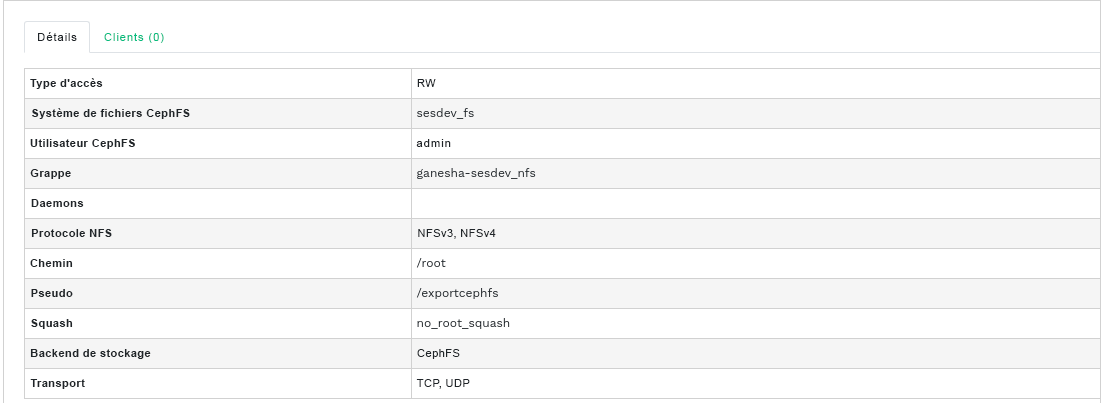 Détails Clients (0)
Type d'accès RW
Système de fichiers CephFS sesdev_fs
Utilisateur CephFS admin
Grappe ganesha-sesdev_nfs
Daemons
Protocole NFS NFSv3, NFSv4
Chemin /root
Pseudo /exportcephfs
Squash no_root_squash
Backend de stockage CephFS
Transport TCP, UDP